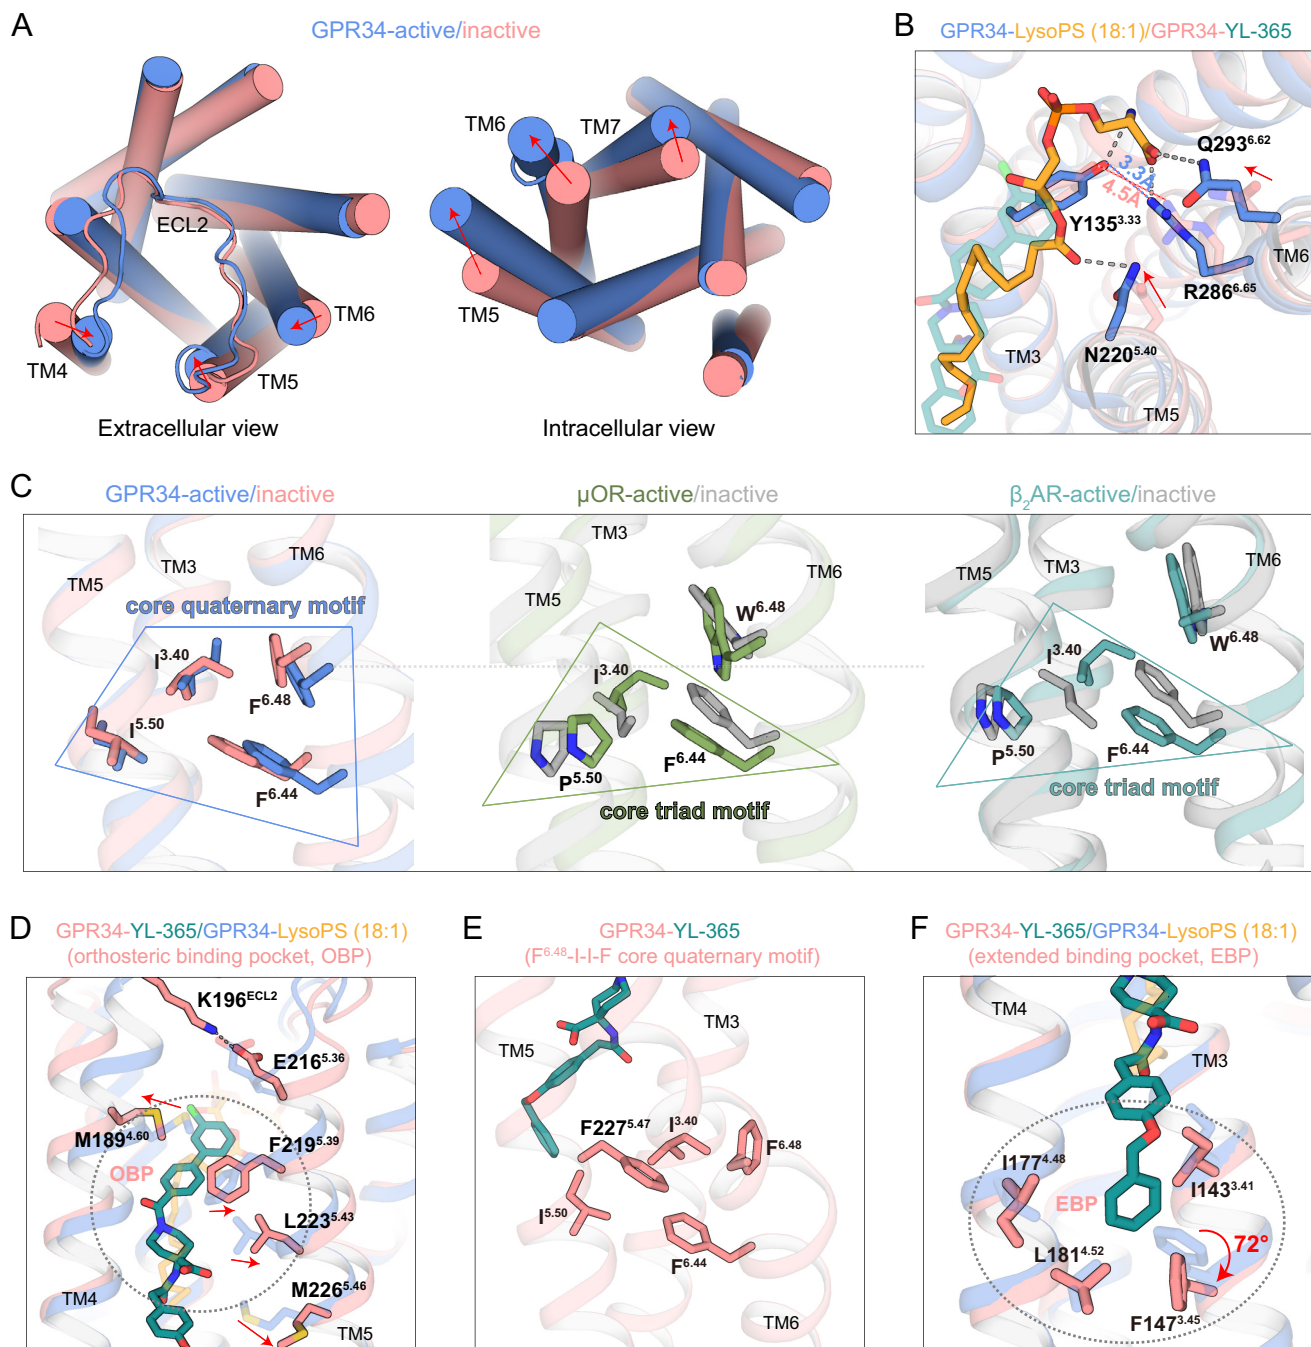 A
GPR34-active/inactive
ECL2
TM4
TM5
TM6
Extracellular view
TM6
TM7
TM5
Intracellular view
B
GPR34-LysoPS (18:1)/GPR34-YL-365
Q293^6.62
3.3Å
4.5Å
Y135^3.33
TM6
R286^6.65
N220^5.40
TM3
TM5
C
GPR34-active/inactive
TM6
TM3
TM5
core quaternary motif
I^3.40
F^6.48
I^5.50
F^6.44
μOR-active/inactive
TM3
TM6
TM5
W^6.48
I^3.40
F^6.44
P^5.50
core triad motif
β₂AR-active/inactive
TM5
TM3
TM6
W^6.48
I^3.40
P^5.50
F^6.44
core triad motif
D
GPR34-YL-365/GPR34-LysoPS (18:1)
(orthosteric binding pocket, OBP)
K196^ECL2
E216^5.36
M189^4.60
F219^5.39
OBP
L223^5.43
M226^5.46
TM4
TM5
E
GPR34-YL-365
(F^6.48-I-I-F core quaternary motif)
TM3
TM5
F227^5.47
I^3.40
F^6.48
I^5.50
F^6.44
TM6
F
GPR34-YL-365/GPR34-LysoPS (18:1)
(extended binding pocket, EBP)
TM4
TM3
I177^4.48
I143^3.41
EBP
L181^4.52
72°
F147^3.45